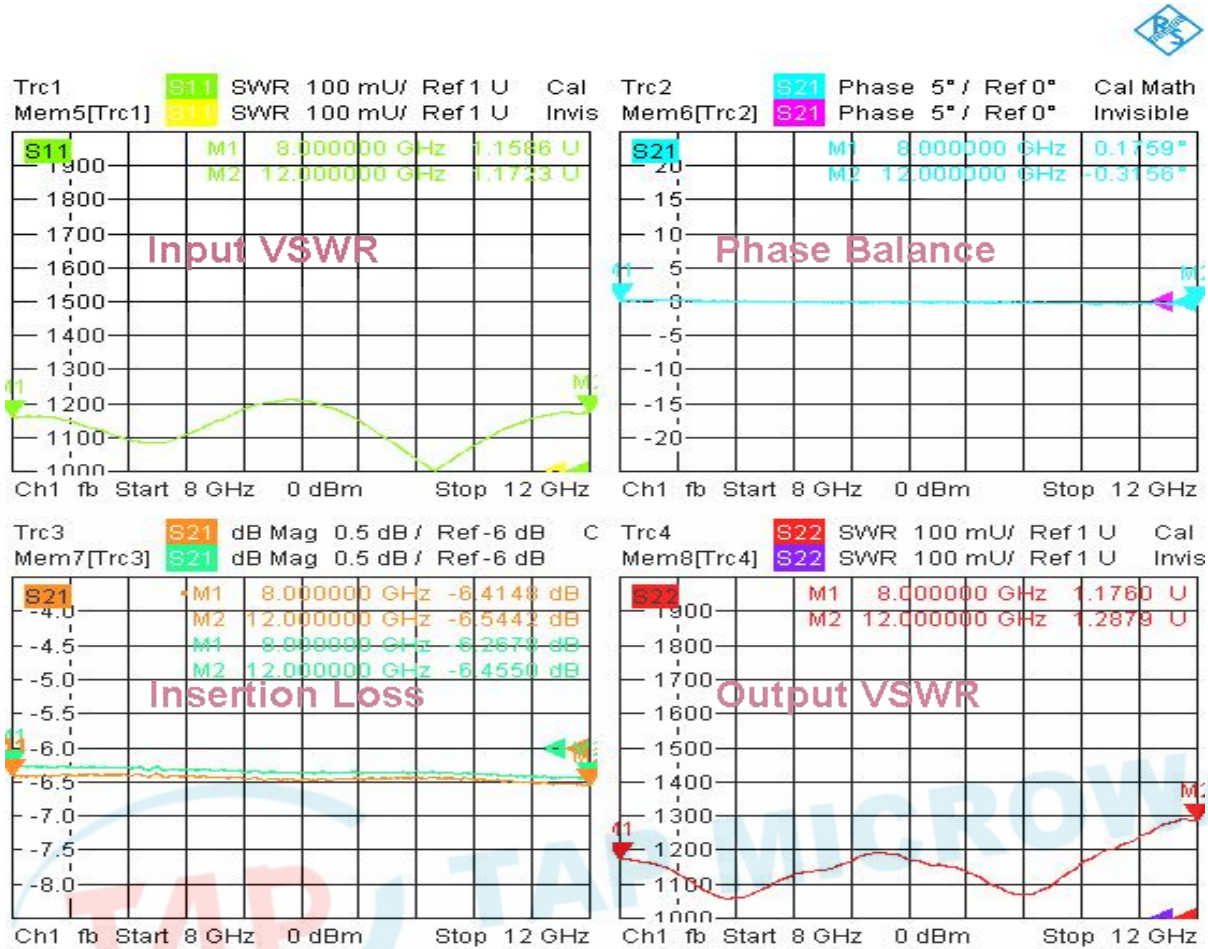 R&S
Trc1 S11 SWR 100 mU/ Ref 1 U Cal
Mem5[Trc1] S11 SWR 100 mU/ Ref 1 U Invis
S11
M1 8.000000 GHz 1.1586 U
M2 12.000000 GHz 1.1723 U
1900
1800
1700
Input VSWR
1600
1500
1400
1300
M1
M2
1200
1100
1000
Ch1 fb Start 8 GHz 0 dBm Stop 12 GHz
Trc2 S21 Phase 5°/ Ref 0° Cal Math
Mem6[Trc2] S21 Phase 5°/ Ref 0° Invisible
S21
M1 8.000000 GHz 0.1759°
M2 12.000000 GHz -0.3156°
20
15
10
Phase Balance
5
M2
0
-5
-10
-15
-20
Ch1 fb Start 8 GHz 0 dBm Stop 12 GHz
Trc3 S21 dB Mag 0.5 dB / Ref -6 dB C
Mem7[Trc3] S21 dB Mag 0.5 dB / Ref -6 dB
S21
•M1 8.000000 GHz -6.4148 dB
M2 12.000000 GHz -6.5442 dB
M1 8.000000 GHz -6.2678 dB
M2 12.000000 GHz -6.4550 dB
-4.0
-4.5
-5.0
Insertion Loss
-5.5
-6.0
-6.5
-7.0
-7.5
-8.0
Ch1 fb Start 8 GHz 0 dBm Stop 12 GHz
Trc4 S22 SWR 100 mU/ Ref 1 U Cal
Mem8[Trc4] S22 SWR 100 mU/ Ref 1 U Invis
S22
M1 8.000000 GHz 1.1760 U
M2 12.000000 GHz 1.2879 U
1900
1800
1700
Output VSWR
1600
1500
1400
M2
1300
1200
1100
1000
Ch1 fb Start 8 GHz 0 dBm Stop 12 GHz
TAP
TAP MICROW